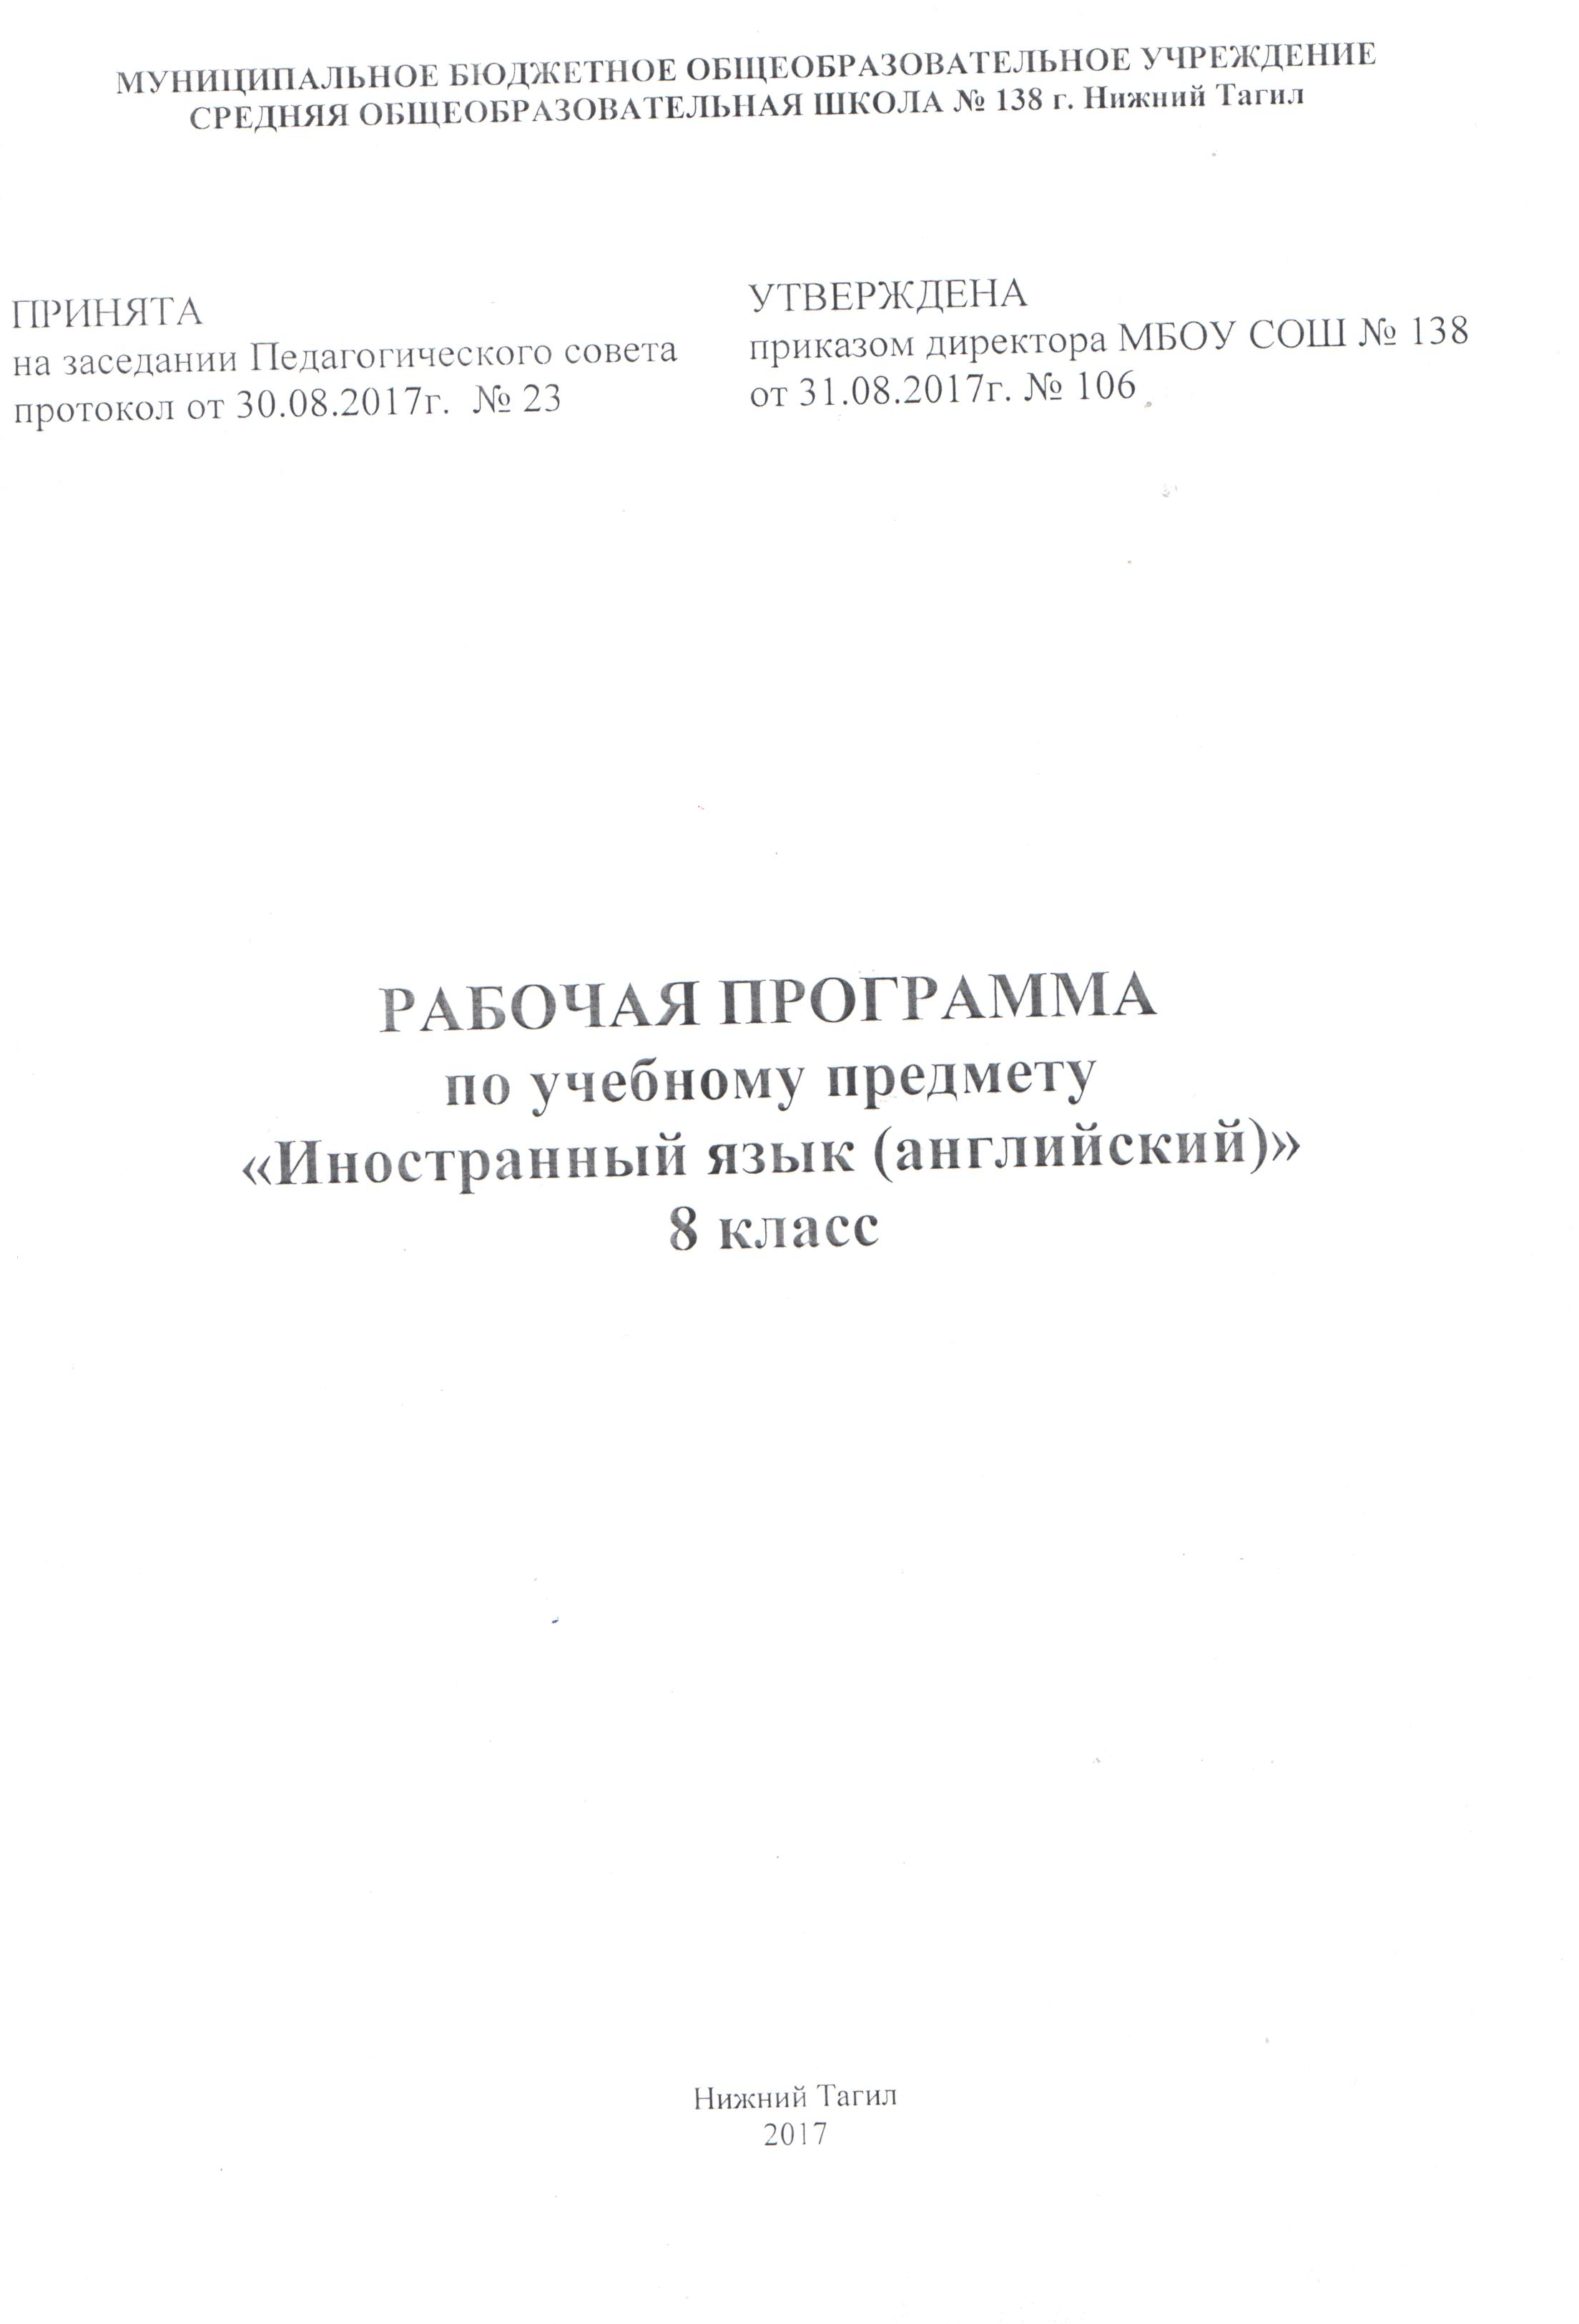 МУНИЦИПАЛЬНОЕ БЮДЖЕТНОЕ ОБЩЕОБРАЗОВАТЕЛЬНОЕ УЧРЕЖДЕНИЕ
СРЕДНЯЯ ОБЩЕОБРАЗОВАТЕЛЬНАЯ ШКОЛА № 138 г. Нижний Тагил
ПРИНЯТА
на заседании Педагогического совета
протокол от 30.08.2017г. № 23
УТВЕРЖДЕНА
приказом директора МБОУ СОШ № 138
от 31.08.2017г. № 106
РАБОЧАЯ ПРОГРАММА
по учебному предмету
«Иностранный язык (английский)»
8 класс
Нижний Тагил
2017